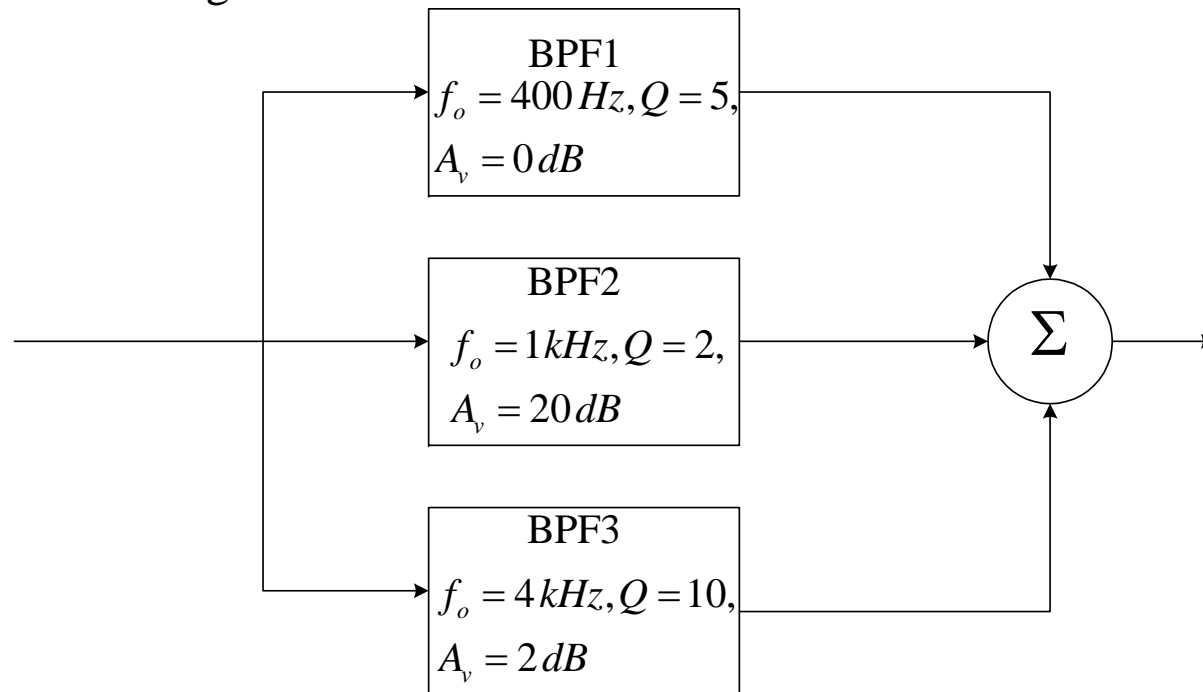 BPF1
f_o = 400 Hz, Q = 5,
A_v = 0 dB
BPF2
f_o = 1kHz, Q = 2,
A_v = 20 dB
Σ
BPF3
f_o = 4 kHz, Q = 10,
A_v = 2 dB